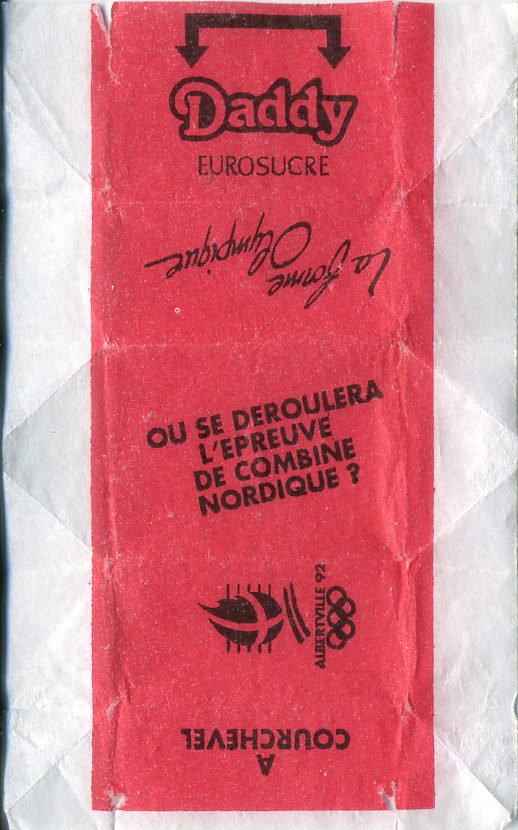 Daddy
EUROSUCRE
La forme
Olympique
OU SE DEROULERA
L'EPREUVE
DE COMBINE
NORDIQUE ?
ALBERTVILLE 92
A
COURCHEVEL